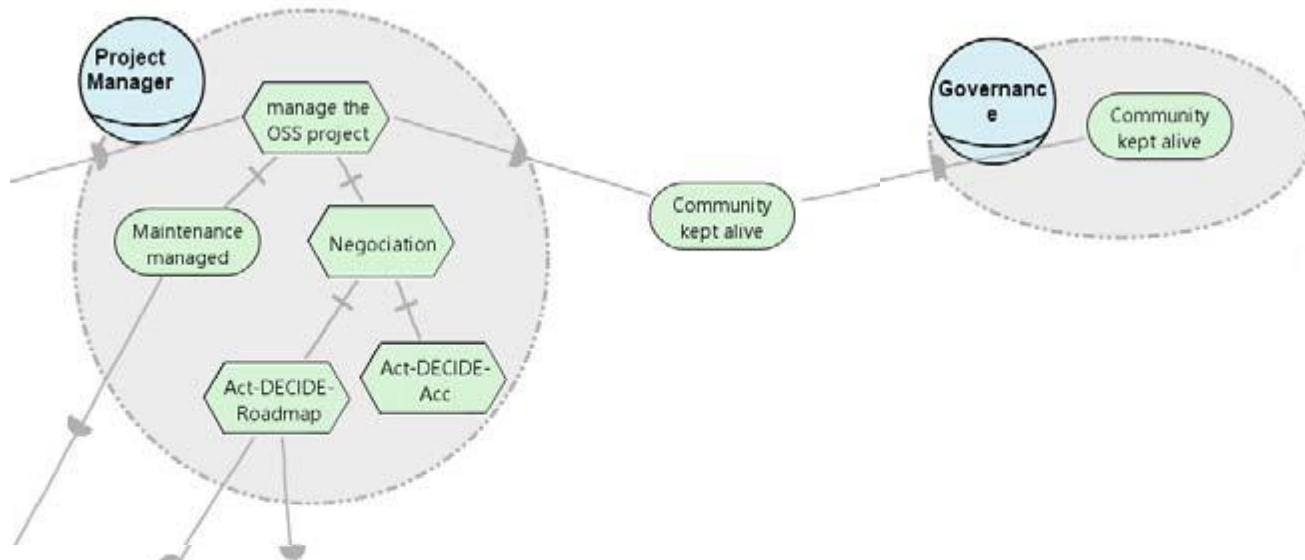 Project
Manager
manage the
OSS project
Maintenance
managed
Negociation
Act-DECIDE-
Roadmap
Act-DECIDE-
Acc
Community
kept alive
Governanc
e
Community
kept alive